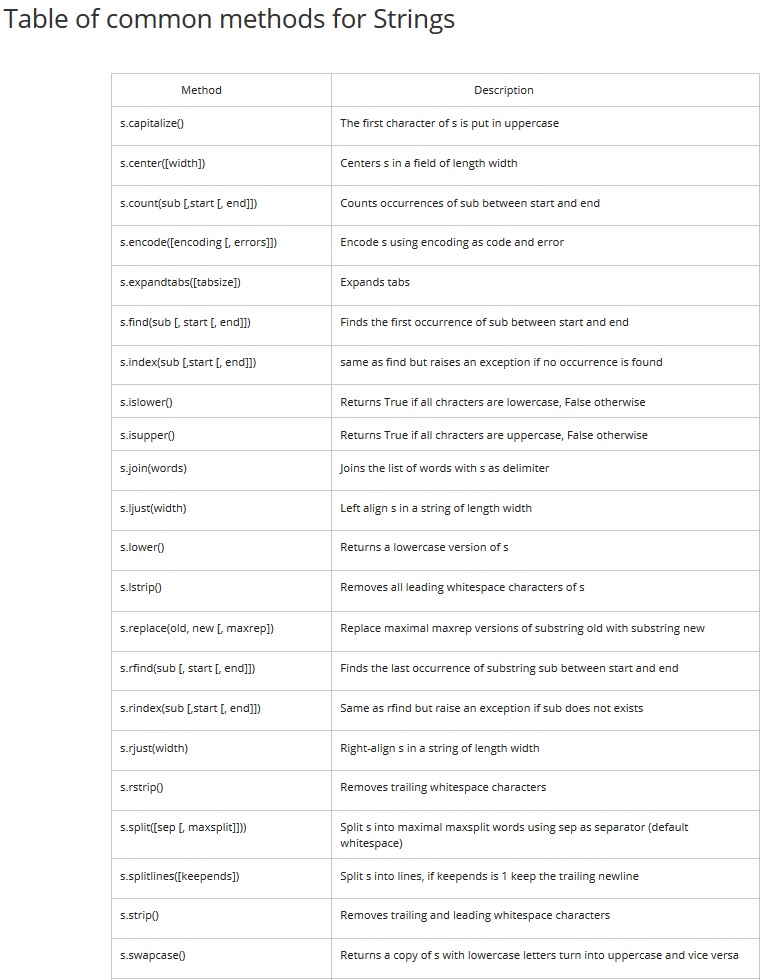 Table of common methods for Strings
Method Description
s.capitalize() The first character of s is put in uppercase
s.center([width]) Centers s in a field of length width
s.count(sub [,start [, end]]) Counts occurrences of sub between start and end
s.encode([encoding [, errors]]) Encode s using encoding as code and error
s.expandtabs([tabsize]) Expands tabs
s.find(sub [, start [, end]]) Finds the first occurrence of sub between start and end
s.index(sub [,start [, end]]) same as find but raises an exception if no occurrence is found
s.islower() Returns True if all chracters are lowercase, False otherwise
s.isupper() Returns True if all chracters are uppercase, False otherwise
s.join(words) Joins the list of words with s as delimiter
s.ljust(width) Left align s in a string of length width
s.lower() Returns a lowercase version of s
s.lstrip() Removes all leading whitespace characters of s
s.replace(old, new [, maxrep]) Replace maximal maxrep versions of substring old with substring new
s.rfind(sub [, start [, end]]) Finds the last occurrence of substring sub between start and end
s.rindex(sub [,start [, end]]) Same as rfind but raise an exception if sub does not exists
s.rjust(width) Right-align s in a string of length width
s.rstrip() Removes trailing whitespace characters
s.split([sep [, maxsplit]])) Split s into maximal maxsplit words using sep as separator (default
whitespace)
s.splitlines([keepends]) Split s into lines, if keepends is 1 keep the trailing newline
s.strip() Removes trailing and leading whitespace characters
s.swapcase() Returns a copy of s with lowercase letters turn into uppercase and vice versa